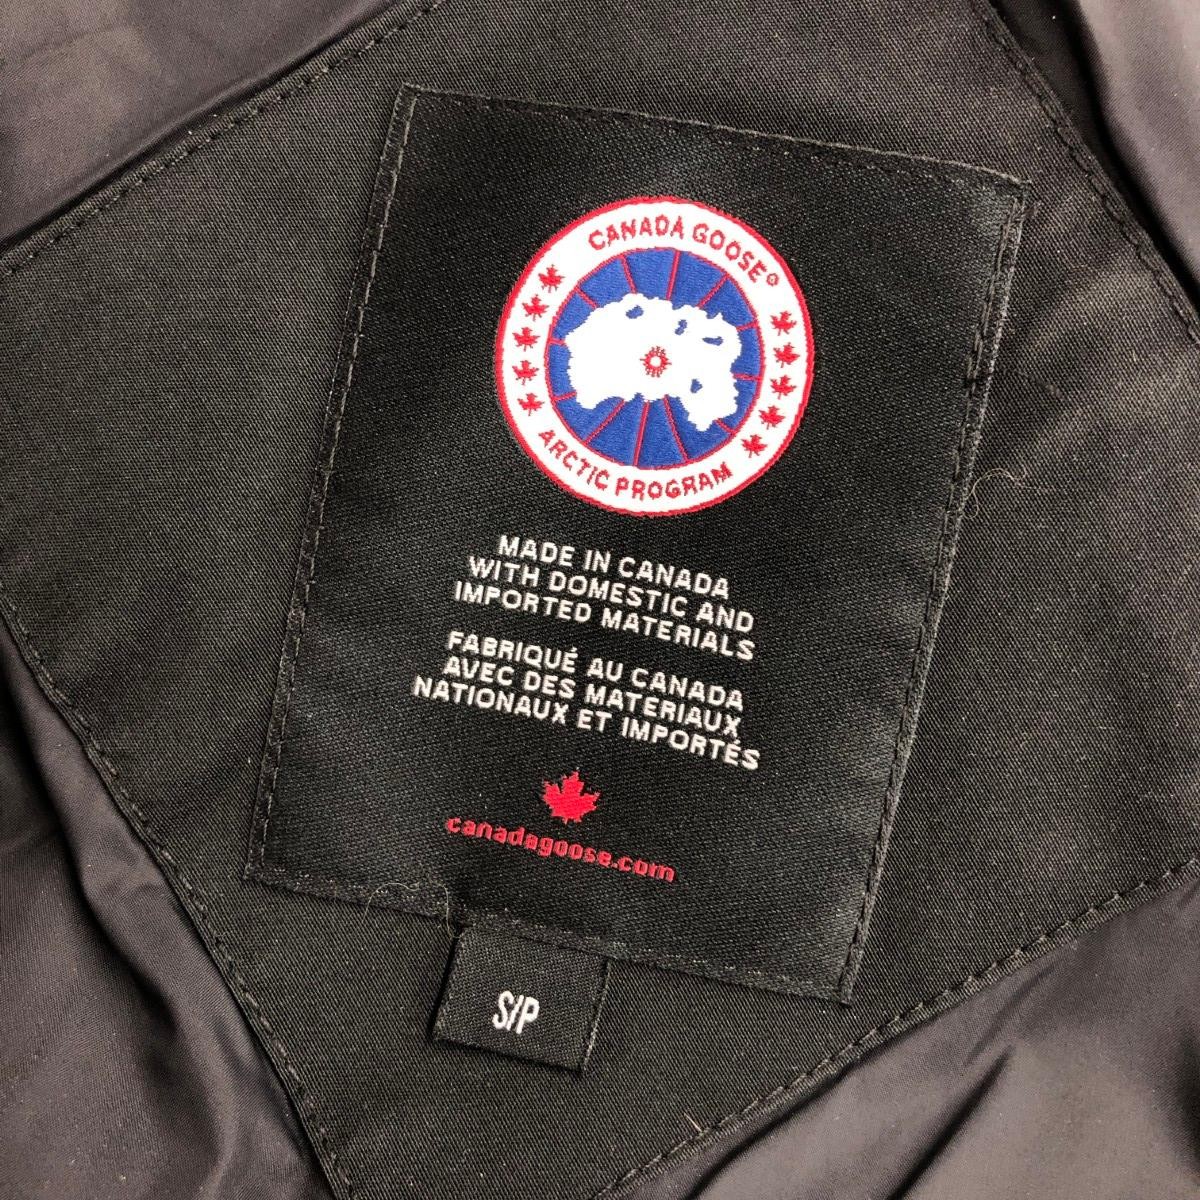 CANADA GOOSE®
ARCTIC PROGRAM
MADE IN CANADA
WITH DOMESTIC AND
IMPORTED MATERIALS
FABRIQUÉ AU CANADA
AVEC DES MATERIAUX
NATIONAUX ET IMPORTÉS
canadagoose.com
S/P